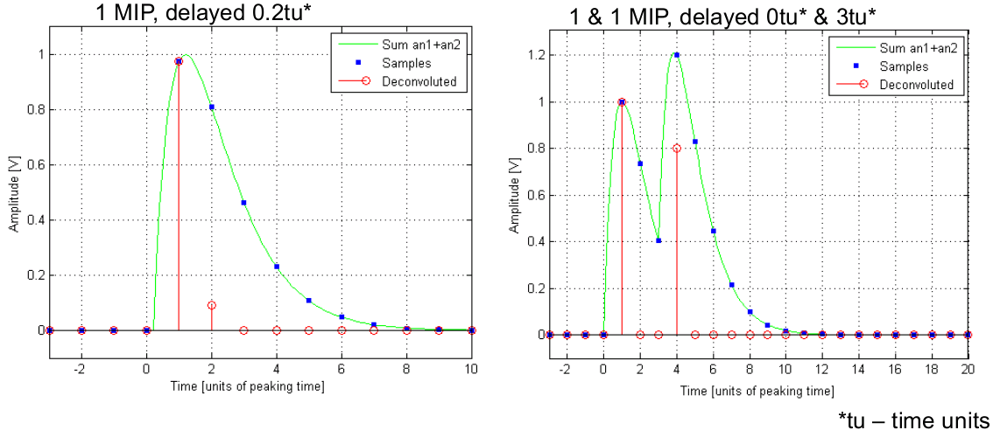 1 MIP, delayed 0.2tu*
1
0.8
0.6
0.4
0.2
0
Amplitude [V]
Sum an1+an2
Samples
Deconvoluted
-2 0 2 4 6 8 10
Time [units of peaking time]
1 & 1 MIP, delayed 0tu* & 3tu*
1.2
1
0.8
0.6
0.4
0.2
0
Amplitude [V]
Sum an1+an2
Samples
Deconvoluted
-2 0 2 4 6 8 10 12 14 16 18 20
Time [units of peaking time]
*tu – time units